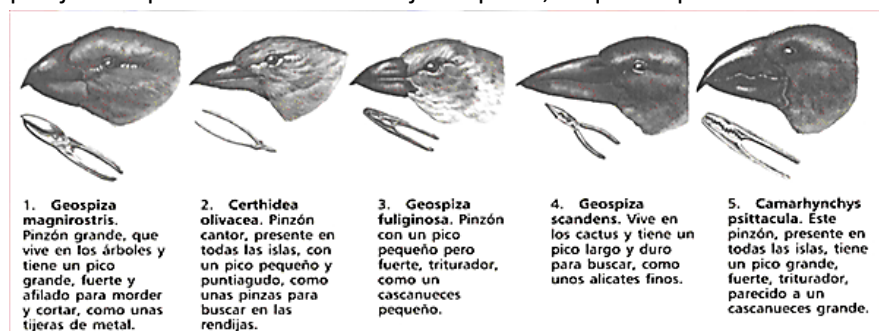 1. Geospiza
magnirostris.
Pinzón grande, que
vive en los árboles y
tiene un pico
grande, fuerte y
afilado para morder
y cortar, como unas
tijeras de metal.
2. Certhidea
olivacea. Pinzón
cantor, presente en
todas las islas, con
un pico pequeño y
puntiagudo, como
unas pinzas para
buscar en las
rendijas.
3. Geospiza
fuliginosa. Pinzón
con un pico
pequeño pero
fuerte, triturador,
como un
cascanueces
pequeño.
4. Geospiza
scandens. Vive en
los cactus y tiene un
pico largo y duro
para buscar, como
unos alicates finos.
5. Camarhynchys
psittacula. Este
pinzón, presente en
todas las islas, tiene
un pico grande,
fuerte, triturador,
parecido a un
cascanueces grande.